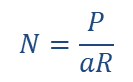 N = P / aR